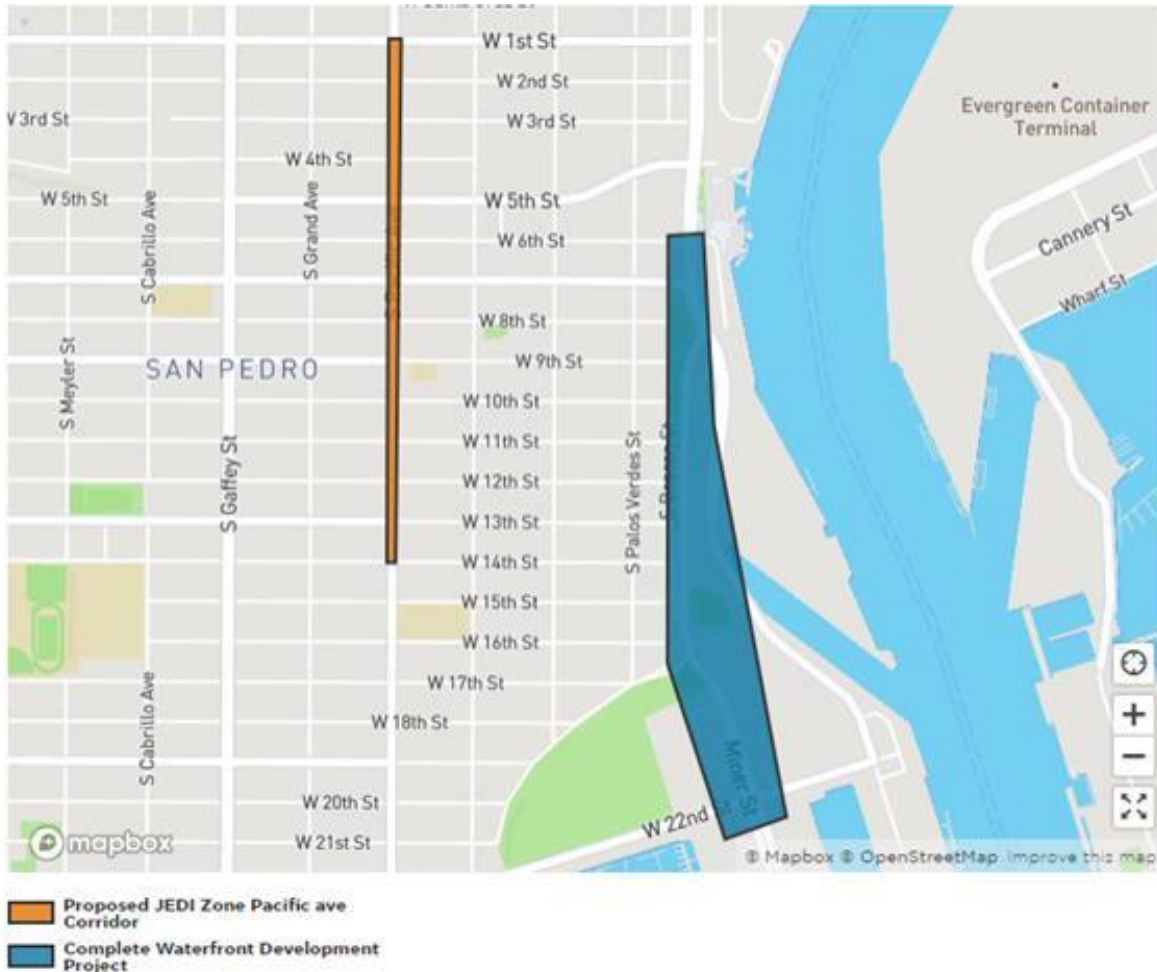 W 1st St
W 2nd St
Evergreen Container
Terminal
W 3rd St
W 3rd St
W 4th St
W 5th St
W 5th St
Cannery St
S Cabrillo Ave
S Grand Ave
W 6th St
Wharf St
W 8th St
SAN PEDRO
W 9th St
S Meyler St
W 10th St
W 11th St
S Gaffey St
W 12th St
S Palos Verdes St
W 13th St
W 14th St
W 15th St
W 16th St
W 17th St
S Cabrillo Ave
W 18th St
Miner St
W 20th St
W 22nd
W 21st St
mapbox
© Mapbox © OpenStreetMap Improve this map
Proposed JEDI Zone Pacific ave
Corridor
Complete Waterfront Development
Project